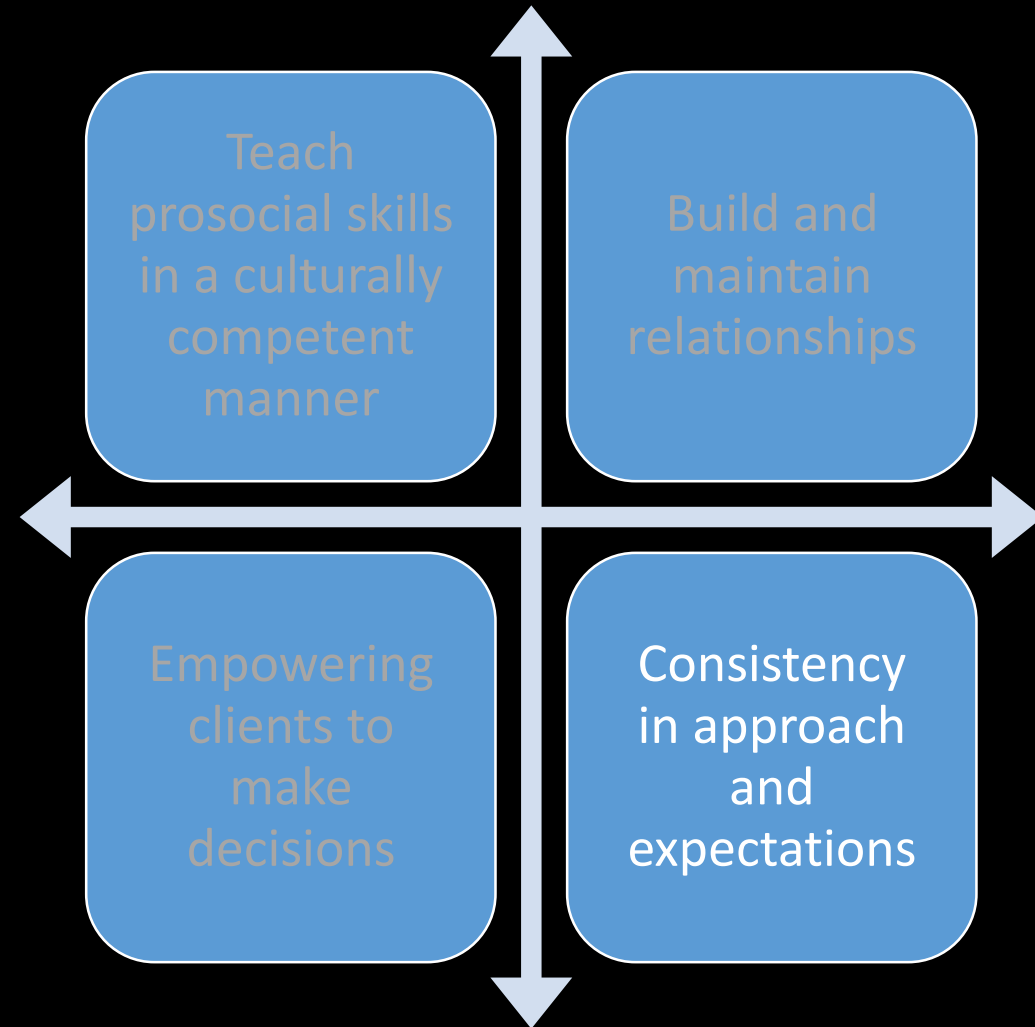 Teach
prosocial skills
in a culturally
competent
manner
Build and
maintain
relationships
Empowering
clients to
make
decisions
Consistency
in approach
and
expectations